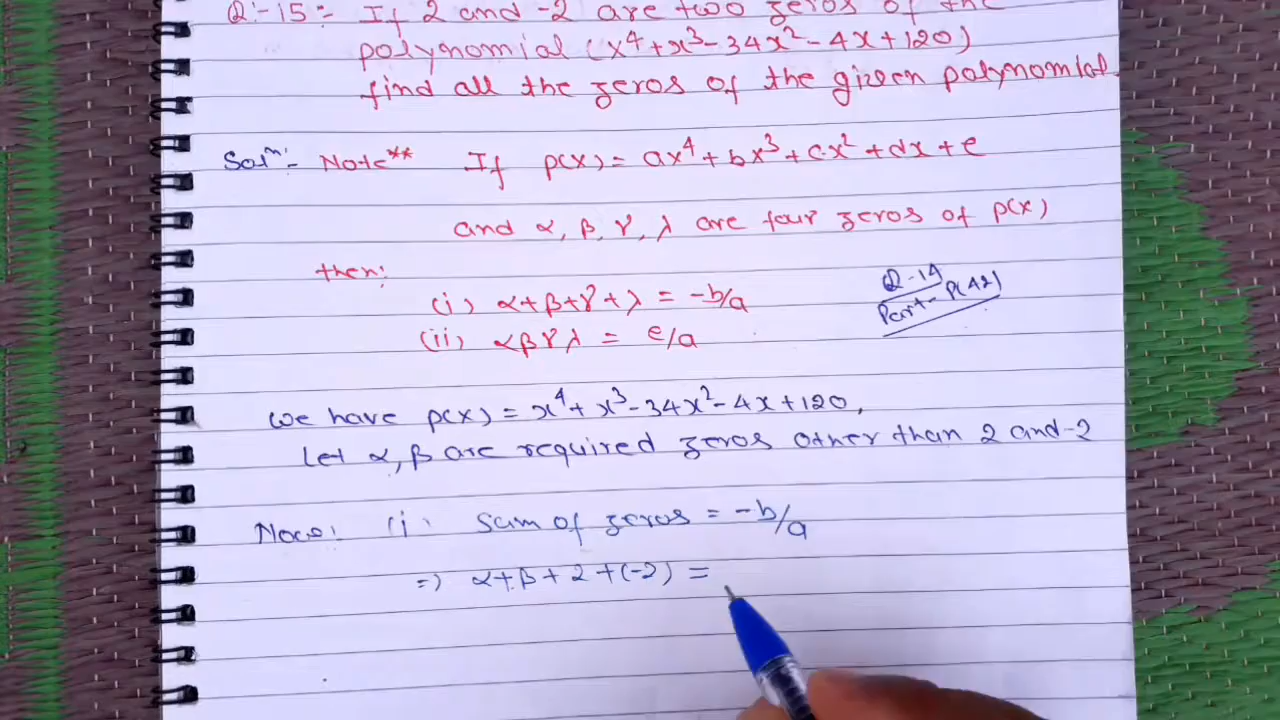 Q:-15:- If 2 and -2 are two zeros of the
polynomial (x⁴+x³-34x²-4x+120)
find all the zeros of the given polynomial.
Solⁿ:- Note** If p(x)= ax⁴+bx³+c.x²+dx+e
and α, β, γ, λ are four zeros of p(x)
then:
(i) α+β+γ+λ = -b/a
(ii) αβγλ = e/a
Q-14
Part-P(42)
We have p(x) = x⁴+x³-34x²-4x+120,
Let α, β are required zeros other than 2 and -2
Now: (i. Sum of zeros = -b/a
=) α+β+2+(-2) =